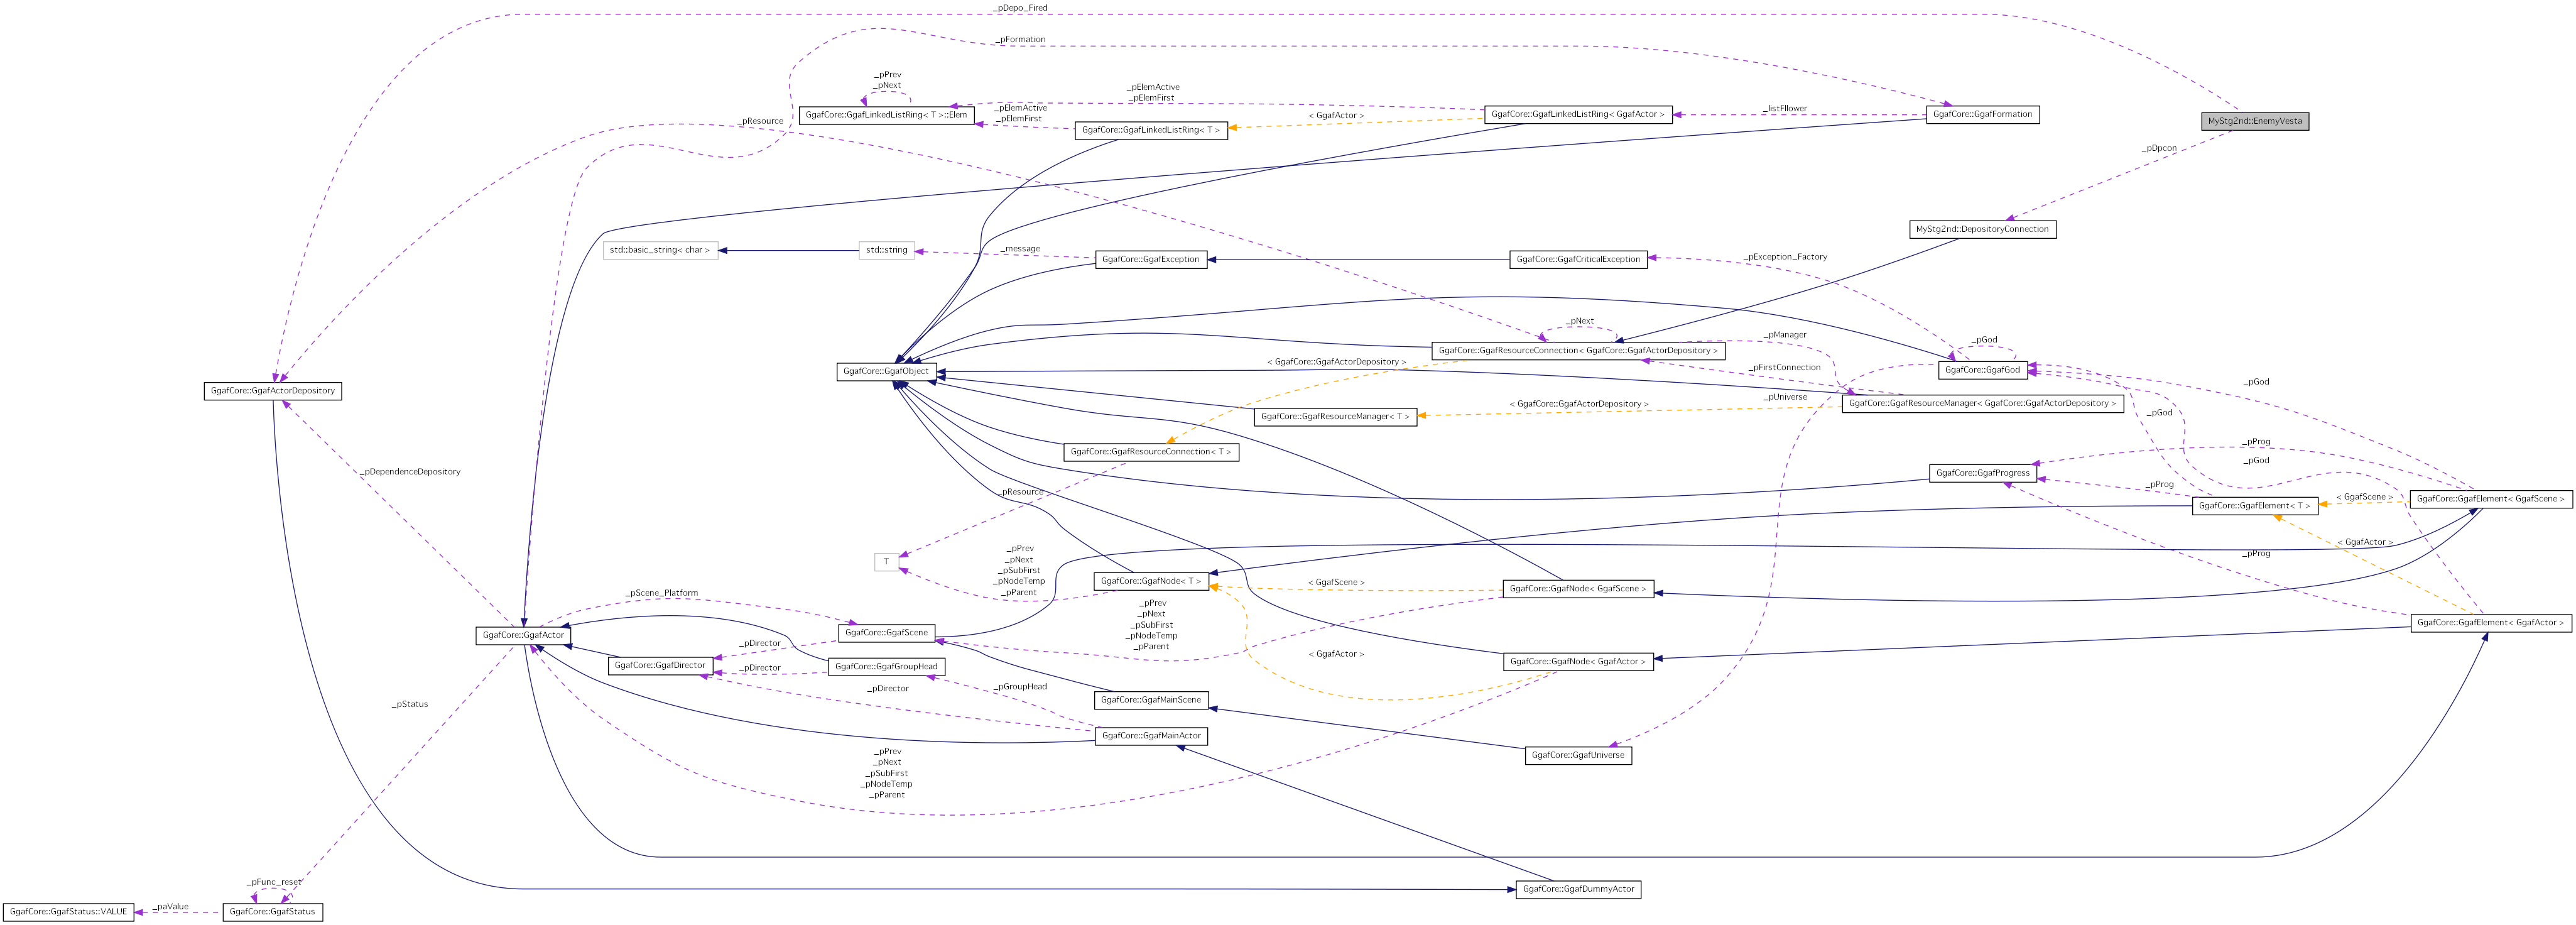 _pDepo_Fired
_pFormation
_pPrev
_pNext
_pElemActive
_pElemFirst
GgafCore::GgafLinkedListRing< T >::Elem
_pElemActive
_pElemFirst
GgafCore::GgafLinkedListRing< GgafActor >
_listFllower
GgafCore::GgafFormation
MyStg2nd::EnemyVesta
_pResource
GgafCore::GgafLinkedListRing< T >
< GgafActor >
_pDpcon
MyStg2nd::DepositoryConnection
std::basic_string< char >
std::string
_message
GgafCore::GgafException
GgafCore::GgafCriticalException
_pException_Factory
_pNext
_pManager
_pGod
GgafCore::GgafResourceConnection< GgafCore::GgafActorDepository >
GgafCore::GgafObject
< GgafCore::GgafActorDepository >
_pFirstConnection
GgafCore::GgafGod
_pGod
GgafCore::GgafActorDepository
_pUniverse
GgafCore::GgafResourceManager< GgafCore::GgafActorDepository >
< GgafCore::GgafActorDepository >
GgafCore::GgafResourceManager< T >
_pGod
_pProg
GgafCore::GgafResourceConnection< T >
_pGod
_pDependenceDepository
GgafCore::GgafProgress
_pProg
_pResource
GgafCore::GgafElement< T >
< GgafScene >
GgafCore::GgafElement< GgafScene >
T
_pPrev
_pNext
_pSubFirst
_pNodeTemp
_pParent
< GgafActor >
_pProg
GgafCore::GgafNode< T >
< GgafScene >
GgafCore::GgafNode< GgafScene >
_pScene_Platform
_pPrev
_pNext
_pSubFirst
_pNodeTemp
_pParent
GgafCore::GgafElement< GgafActor >
GgafCore::GgafActor
GgafCore::GgafScene
_pDirector
< GgafActor >
GgafCore::GgafNode< GgafActor >
GgafCore::GgafDirector
_pDirector
GgafCore::GgafGroupHead
_pDirector
_pGroupHead
GgafCore::GgafMainScene
_pStatus
GgafCore::GgafMainActor
_pPrev
_pNext
_pSubFirst
_pNodeTemp
_pParent
GgafCore::GgafUniverse
_pFunc_reset
GgafCore::GgafDummyActor
GgafCore::GgafStatus::VALUE
_paValue
GgafCore::GgafStatus